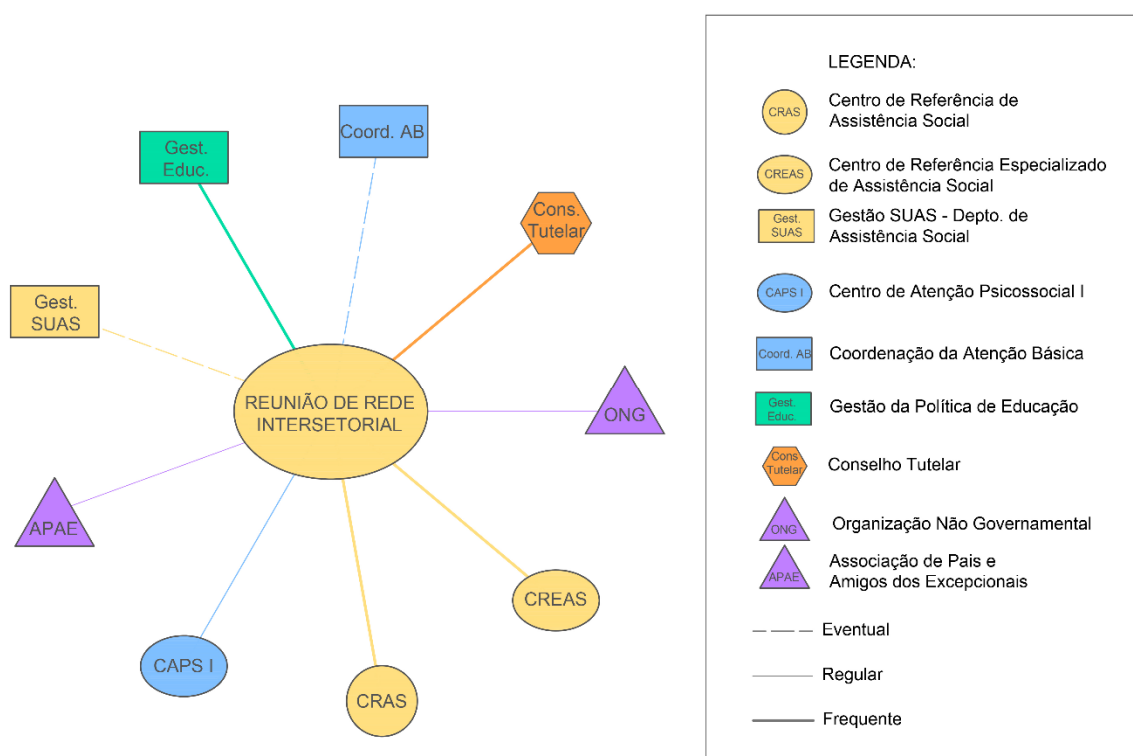 Coord. AB
Gest.
Educ.
Cons.
Tutelar
Gest.
SUAS
REUNIÃO DE REDE
INTERSETORIAL
ONG
APAE
CREAS
CAPS I
CRAS
LEGENDA:
CRAS
Centro de Referência de
Assistência Social
CREAS
Centro de Referência Especializado
de Assistência Social
Gest.
SUAS
Gestão SUAS - Depto. de
Assistência Social
CAPS I
Centro de Atenção Psicossocial I
Coord. AB
Coordenação da Atenção Básica
Gest.
Educ.
Gestão da Política de Educação
Cons
Tutelar
Conselho Tutelar
ONG
Organização Não Governamental
APAE
Associação de Pais e
Amigos dos Excepcionais
Eventual
Regular
Frequente